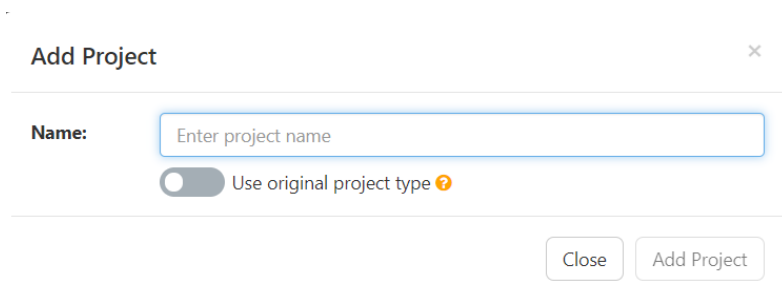 Add Project
×
Name:
Enter project name
Use original project type ?
Close
Add Project